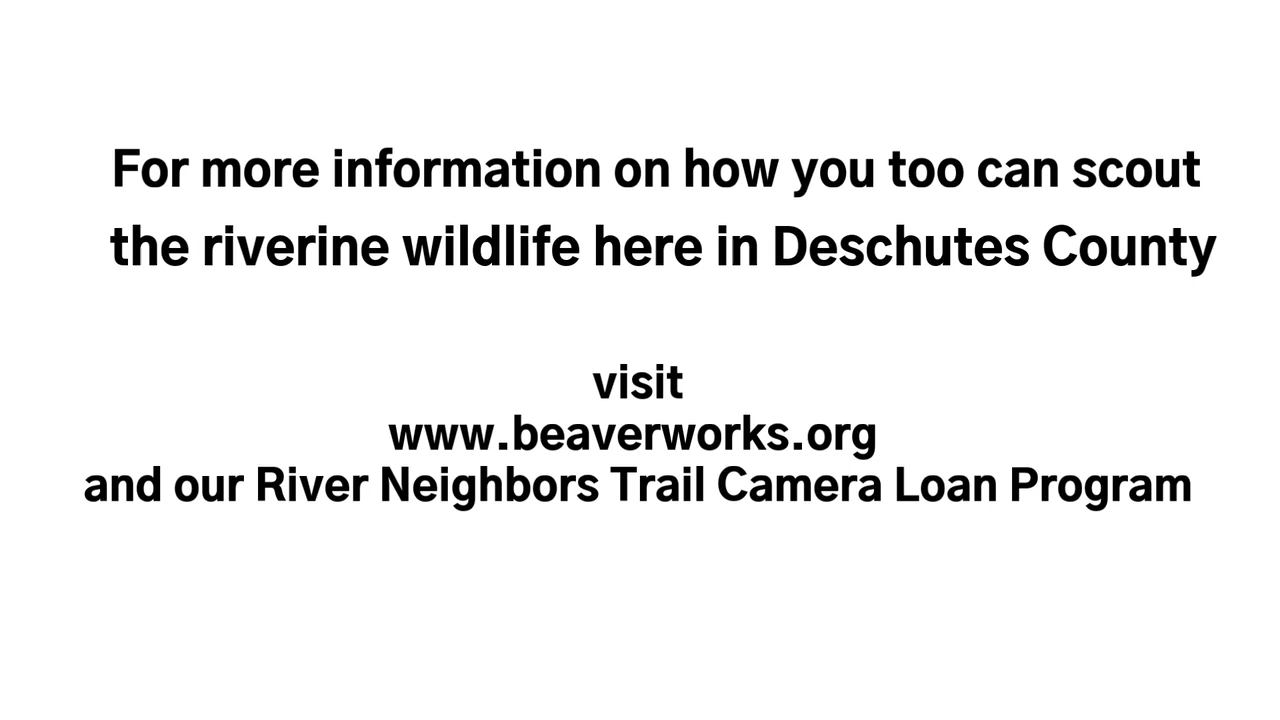 For more information on how you too can scout
the riverine wildlife here in Deschutes County
visit
www.beaverworks.org
and our River Neighbors Trail Camera Loan Program